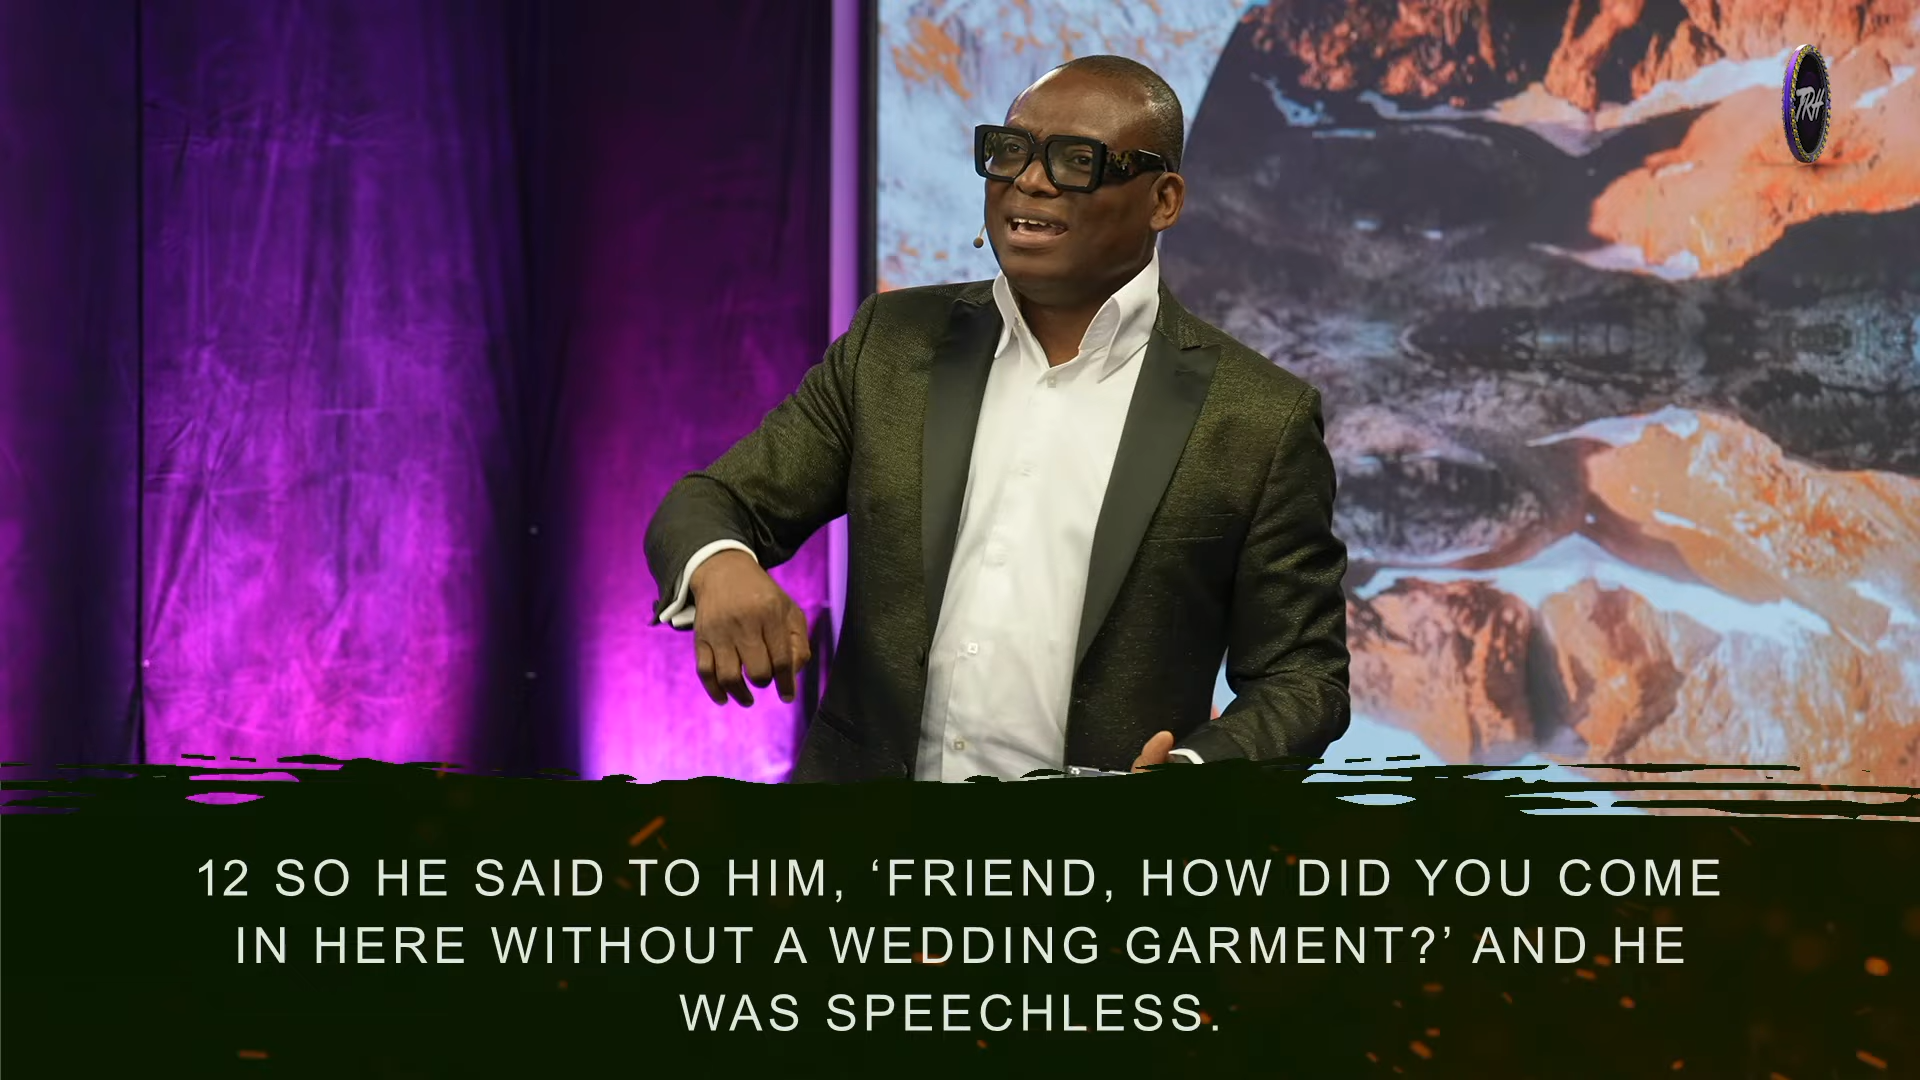 TRH
12 SO HE SAID TO HIM, ‘FRIEND, HOW DID YOU COME
IN HERE WITHOUT A WEDDING GARMENT?’ AND HE
WAS SPEECHLESS.